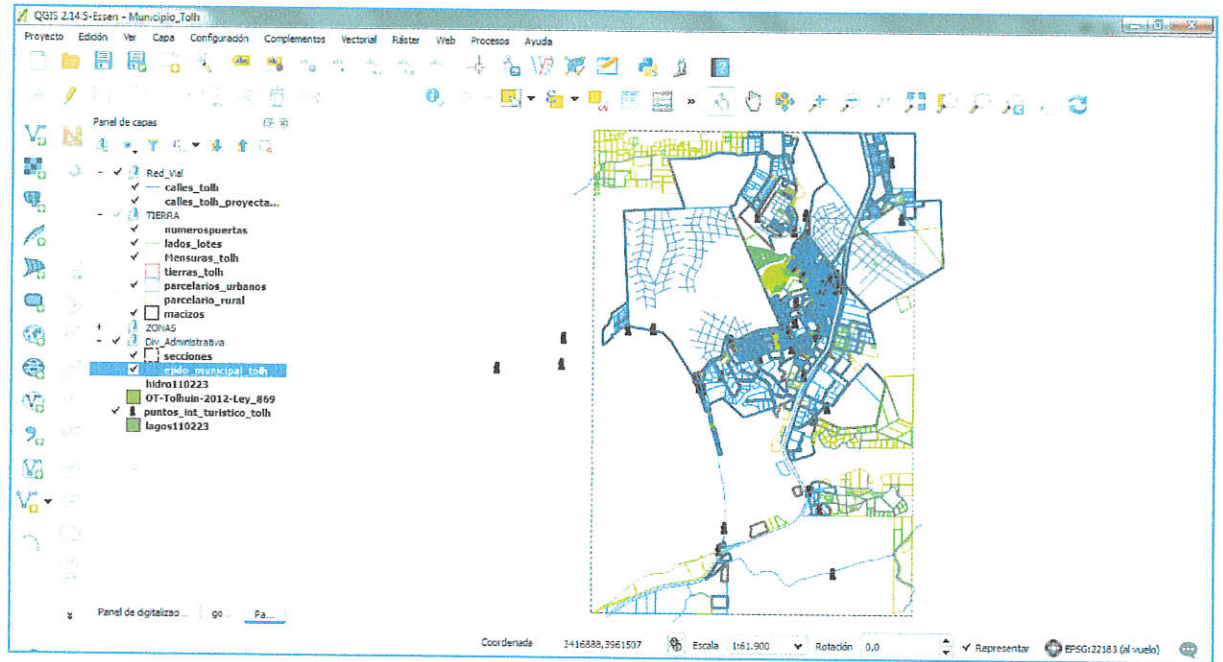 QGIS 2.14.5-Essen - Municipio_Tolh
Proyecto Edición Ver Capa Configuración Complementos Vectorial Ráster Web Procesos Ayuda
Panel de capas
Red_Vial
calles_tolh
calles_tolh_proyecta...
TIERRA
numerospuertas
lados_lotes
Mensuras_tolh
tierras_tolh
parcelarios_urbanos
parcelario_rural
macizos
ZONAS
Div_Administrativa
secciones
ejido_municipal_tolh
hidro110223
OT-Tolhuin-2012-Ley_869
puntos_int_turistico_tolh
lagos110223
Panel de digitalizao... go... Pa...
Coordenada 3416888,3961507 Escala 1:61.900 Rotación 0,0 Representar EPSG:22183 (al vuelo)